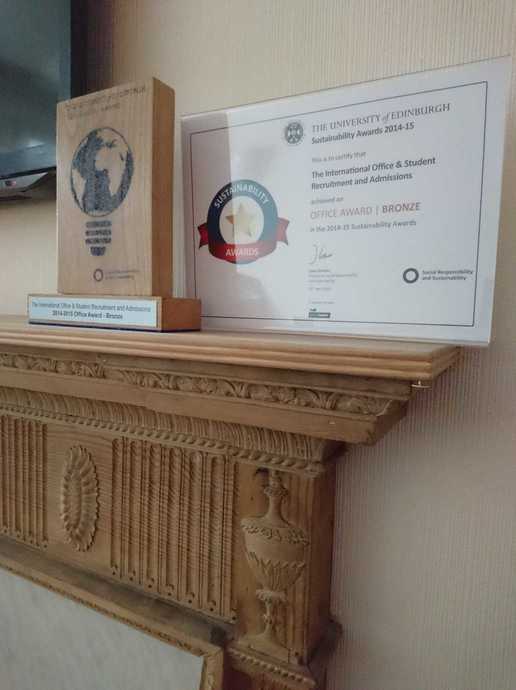 THE UNIVERSITY of EDINBURGH
Sustainability Awards 2014-15
This is to certify that
The International Office & Student
Recruitment and Admissions
achieved an
OFFICE AWARD | BRONZE
in the 2014-15 Sustainability Awards
SUSTAINABILITY
AWARDS
Social Responsibility
and Sustainability
The International Office & Student Recruitment and Admissions
2014-2015 Office Award - Bronze